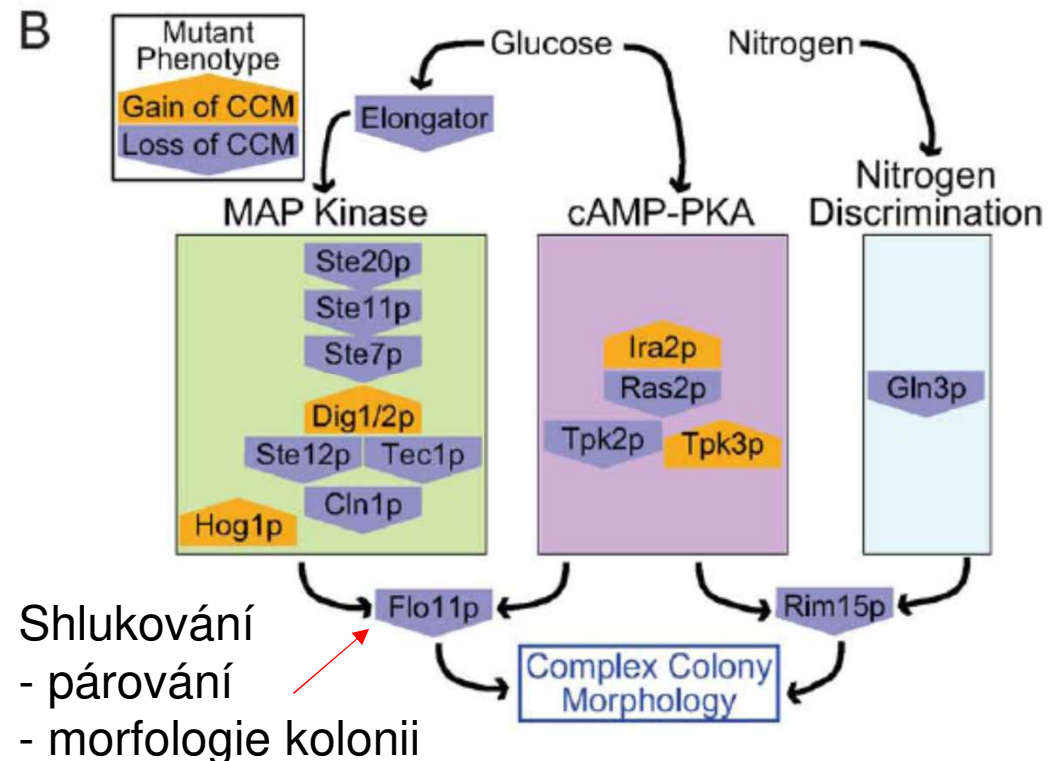 B
Mutant
Phenotype
Gain of CCM
Loss of CCM
Glucose
Nitrogen
Elongator
MAP Kinase
cAMP-PKA
Nitrogen
Discrimination
Ste20p
Ste11p
Ste7p
Dig1/2p
Ste12p
Tec1p
Cln1p
Hog1p
Ira2p
Ras2p
Tpk2p
Tpk3p
Gln3p
Flo11p
Rim15p
Complex Colony
Morphology
Shlukování
- párování
- morfologie kolonii